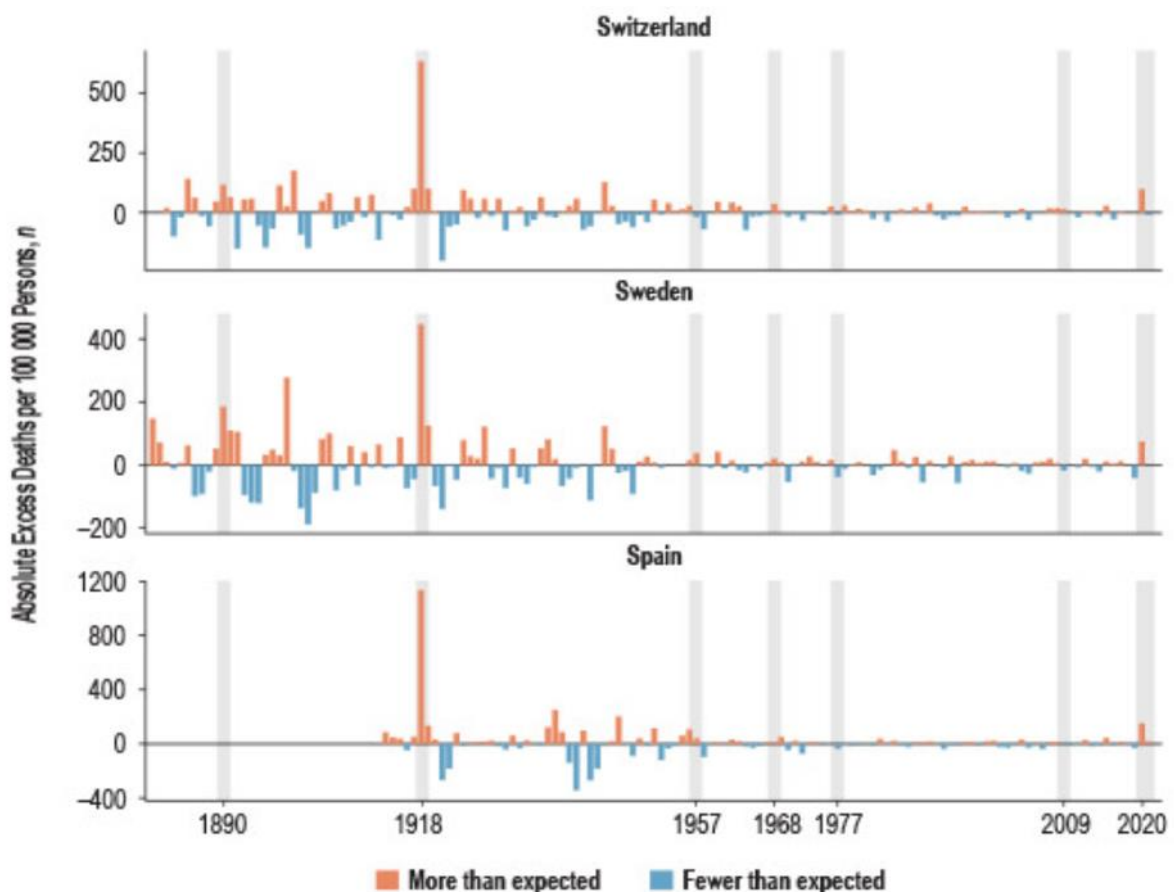 Switzerland
500
250
0
Sweden
400
200
0
–200
Spain
1200
800
400
0
–400
1890 1918 1957 1968 1977 2009 2020
Absolute Excess Deaths per 100 000 Persons, n
More than expected Fewer than expected